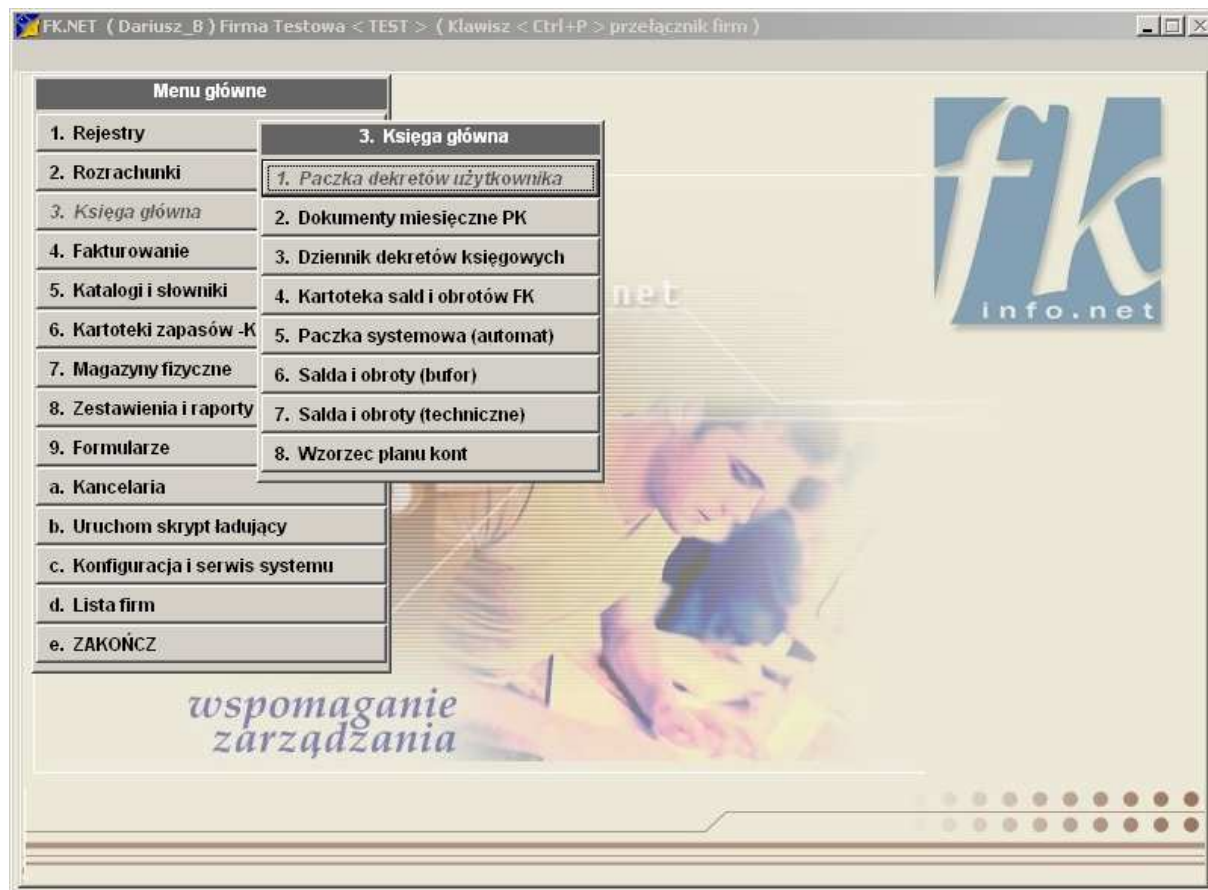 FK.NET ( Dariusz_B ) Firma Testowa < TEST > ( Klawisz < Ctrl+P > przełącznik firm )
Menu główne
1. Rejestry
2. Rozrachunki
3. Księga główna
4. Fakturowanie
5. Katalogi i słowniki
6. Kartoteki zapasów -K
7. Magazyny fizyczne
8. Zestawienia i raporty
9. Formularze
a. Kancelaria
b. Uruchom skrypt ładujący
c. Konfiguracja i serwis systemu
d. Lista firm
e. ZAKOŃCZ
3. Księga główna
1. Paczka dekretów użytkownika
2. Dokumenty miesięczne PK
3. Dziennik dekretów księgowych
4. Kartoteka sald i obrotów FK
5. Paczka systemowa (automat)
6. Salda i obroty (bufor)
7. Salda i obroty (techniczne)
8. Wzorzec planu kont
net
fk
info.net
wspomaganie
zarządzania